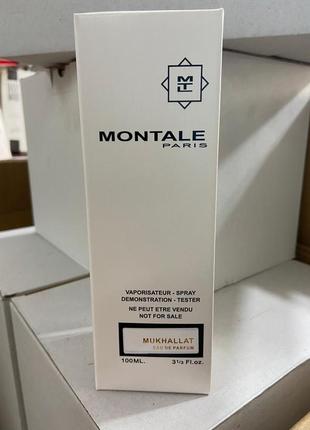 MT
MONTALE
PARIS
VAPORISATEUR - SPRAY
DEMONSTRATION - TESTER
NE PEUT ETRE VENDU
NOT FOR SALE
MUKHALLAT
EAU DE PARFUM
100ML. 3 1/3 Fl.oz.